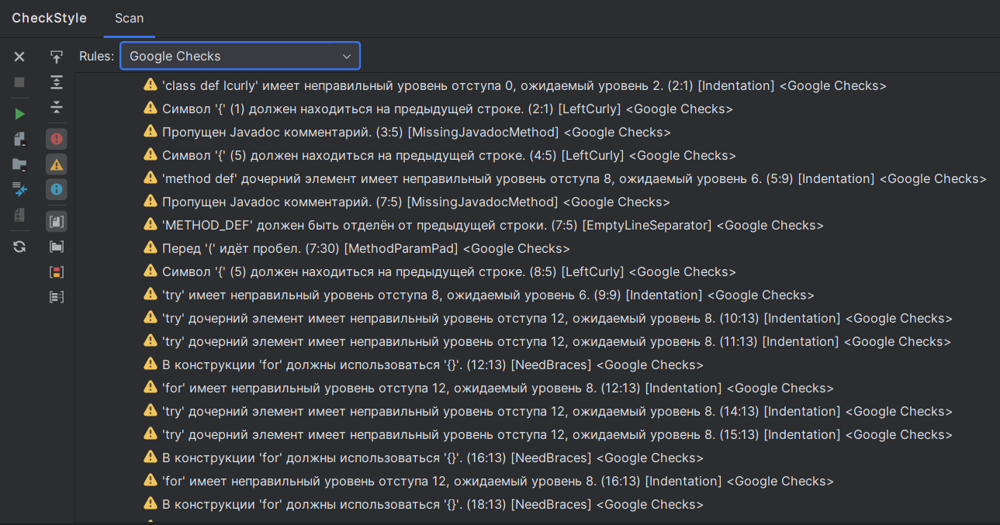 CheckStyle Scan
Rules: Google Checks
'class def lcurly' имеет неправильный уровень отступа 0, ожидаемый уровень 2. (2:1) [Indentation] <Google Checks>
Символ '{' (1) должен находиться на предыдущей строке. (2:1) [LeftCurly] <Google Checks>
Пропущен Javadoc комментарий. (3:5) [MissingJavadocMethod] <Google Checks>
Символ '{' (5) должен находиться на предыдущей строке. (4:5) [LeftCurly] <Google Checks>
'method def' дочерний элемент имеет неправильный уровень отступа 8, ожидаемый уровень 6. (5:9) [Indentation] <Google Checks>
Пропущен Javadoc комментарий. (7:5) [MissingJavadocMethod] <Google Checks>
'METHOD_DEF' должен быть отделён от предыдущей строки. (7:5) [EmptyLineSeparator] <Google Checks>
Перед '(' идёт пробел. (7:30) [MethodParamPad] <Google Checks>
Символ '{' (5) должен находиться на предыдущей строке. (8:5) [LeftCurly] <Google Checks>
'try' имеет неправильный уровень отступа 8, ожидаемый уровень 6. (9:9) [Indentation] <Google Checks>
'try' дочерний элемент имеет неправильный уровень отступа 12, ожидаемый уровень 8. (10:13) [Indentation] <Google Checks>
'try' дочерний элемент имеет неправильный уровень отступа 12, ожидаемый уровень 8. (11:13) [Indentation] <Google Checks>
В конструкции 'for' должны использоваться '{}'. (12:13) [NeedBraces] <Google Checks>
'for' имеет неправильный уровень отступа 12, ожидаемый уровень 8. (12:13) [Indentation] <Google Checks>
'try' дочерний элемент имеет неправильный уровень отступа 12, ожидаемый уровень 8. (14:13) [Indentation] <Google Checks>
'try' дочерний элемент имеет неправильный уровень отступа 12, ожидаемый уровень 8. (15:13) [Indentation] <Google Checks>
В конструкции 'for' должны использоваться '{}'. (16:13) [NeedBraces] <Google Checks>
'for' имеет неправильный уровень отступа 12, ожидаемый уровень 8. (16:13) [Indentation] <Google Checks>
В конструкции 'for' должны использоваться '{}'. (18:13) [NeedBraces] <Google Checks>